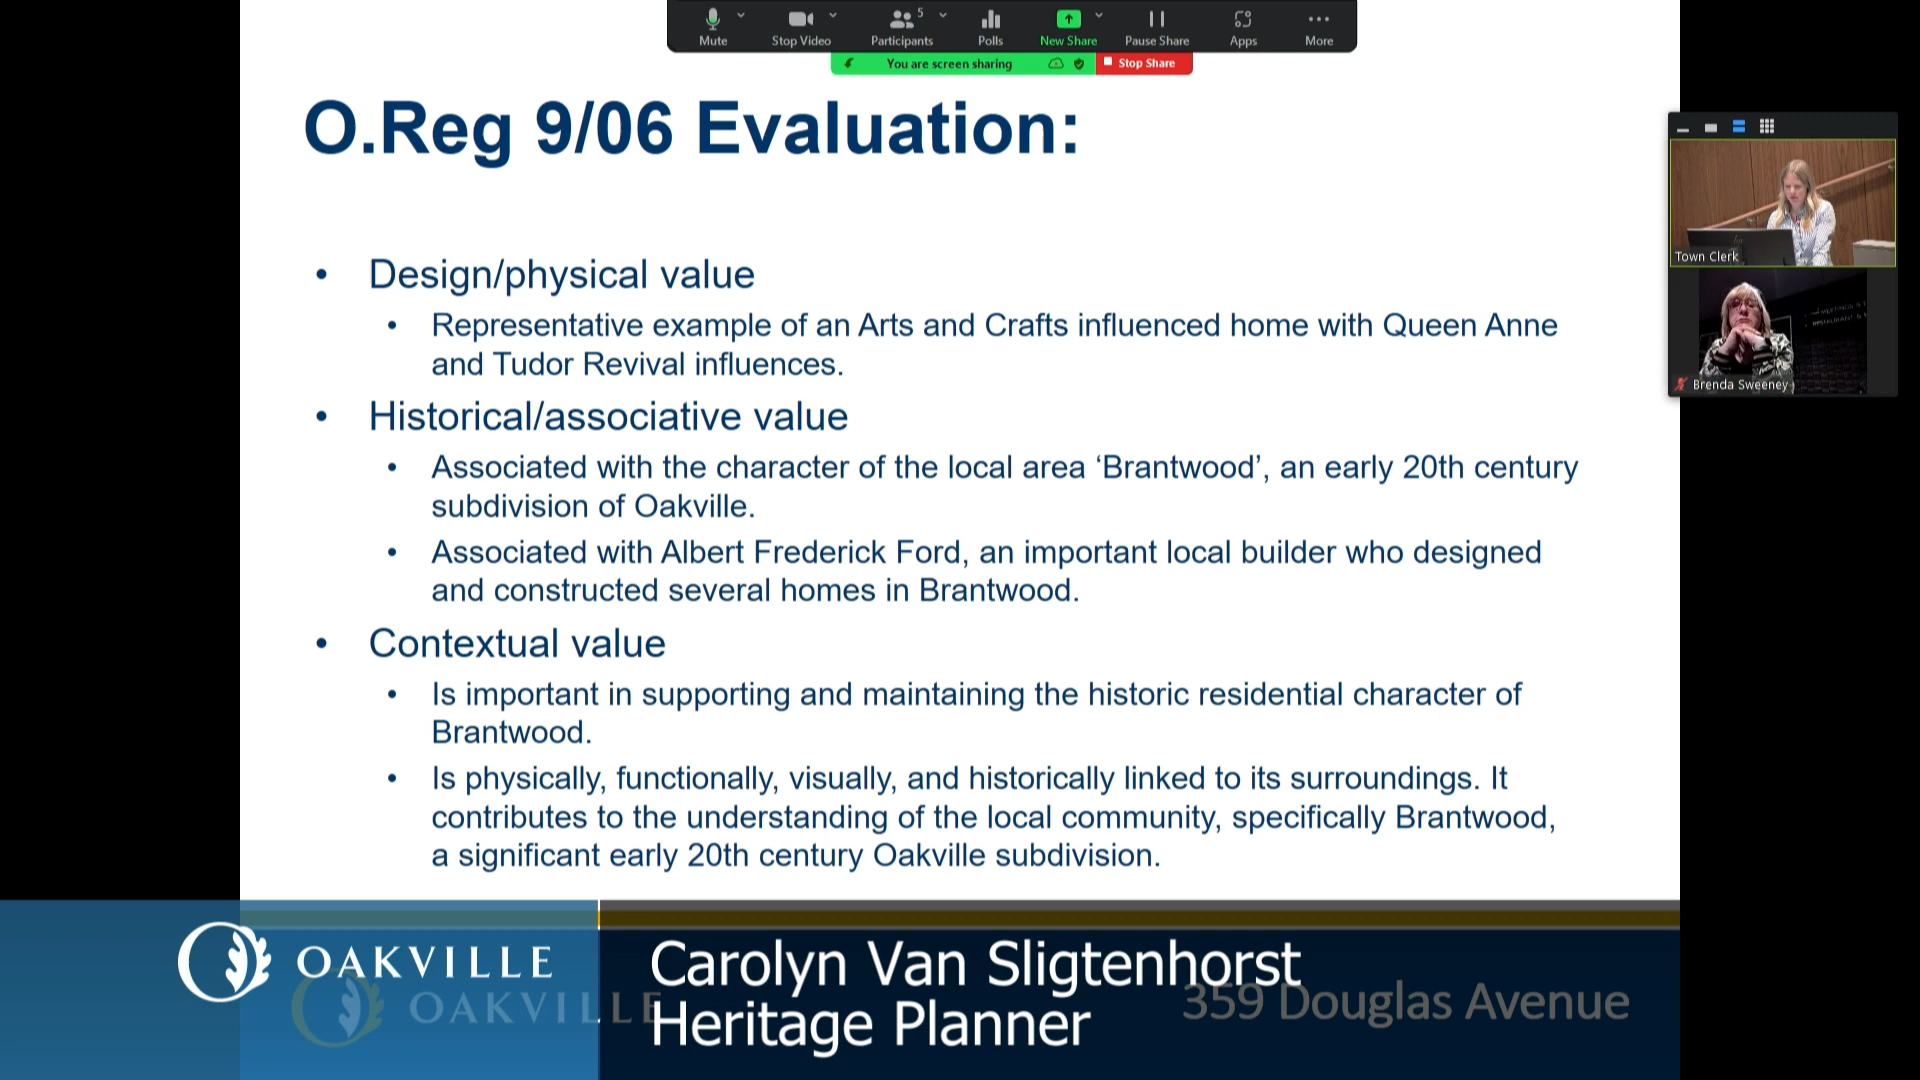 Mute
Stop Video
5
Participants
Polls
New Share
Pause Share
Apps
More
You are screen sharing
Stop Share
O.Reg 9/06 Evaluation:
• Design/physical value
• Representative example of an Arts and Crafts influenced home with Queen Anne
and Tudor Revival influences.
• Historical/associative value
• Associated with the character of the local area ‘Brantwood’, an early 20th century
subdivision of Oakville.
• Associated with Albert Frederick Ford, an important local builder who designed
and constructed several homes in Brantwood.
• Contextual value
• Is important in supporting and maintaining the historic residential character of
Brantwood.
• Is physically, functionally, visually, and historically linked to its surroundings. It
contributes to the understanding of the local community, specifically Brantwood,
a significant early 20th century Oakville subdivision.
Town Clerk
Brenda Sweeney
OAKVILLE
OAKVILLE
Carolyn Van Sligtenhorst
Heritage Planner
359 Douglas Avenue